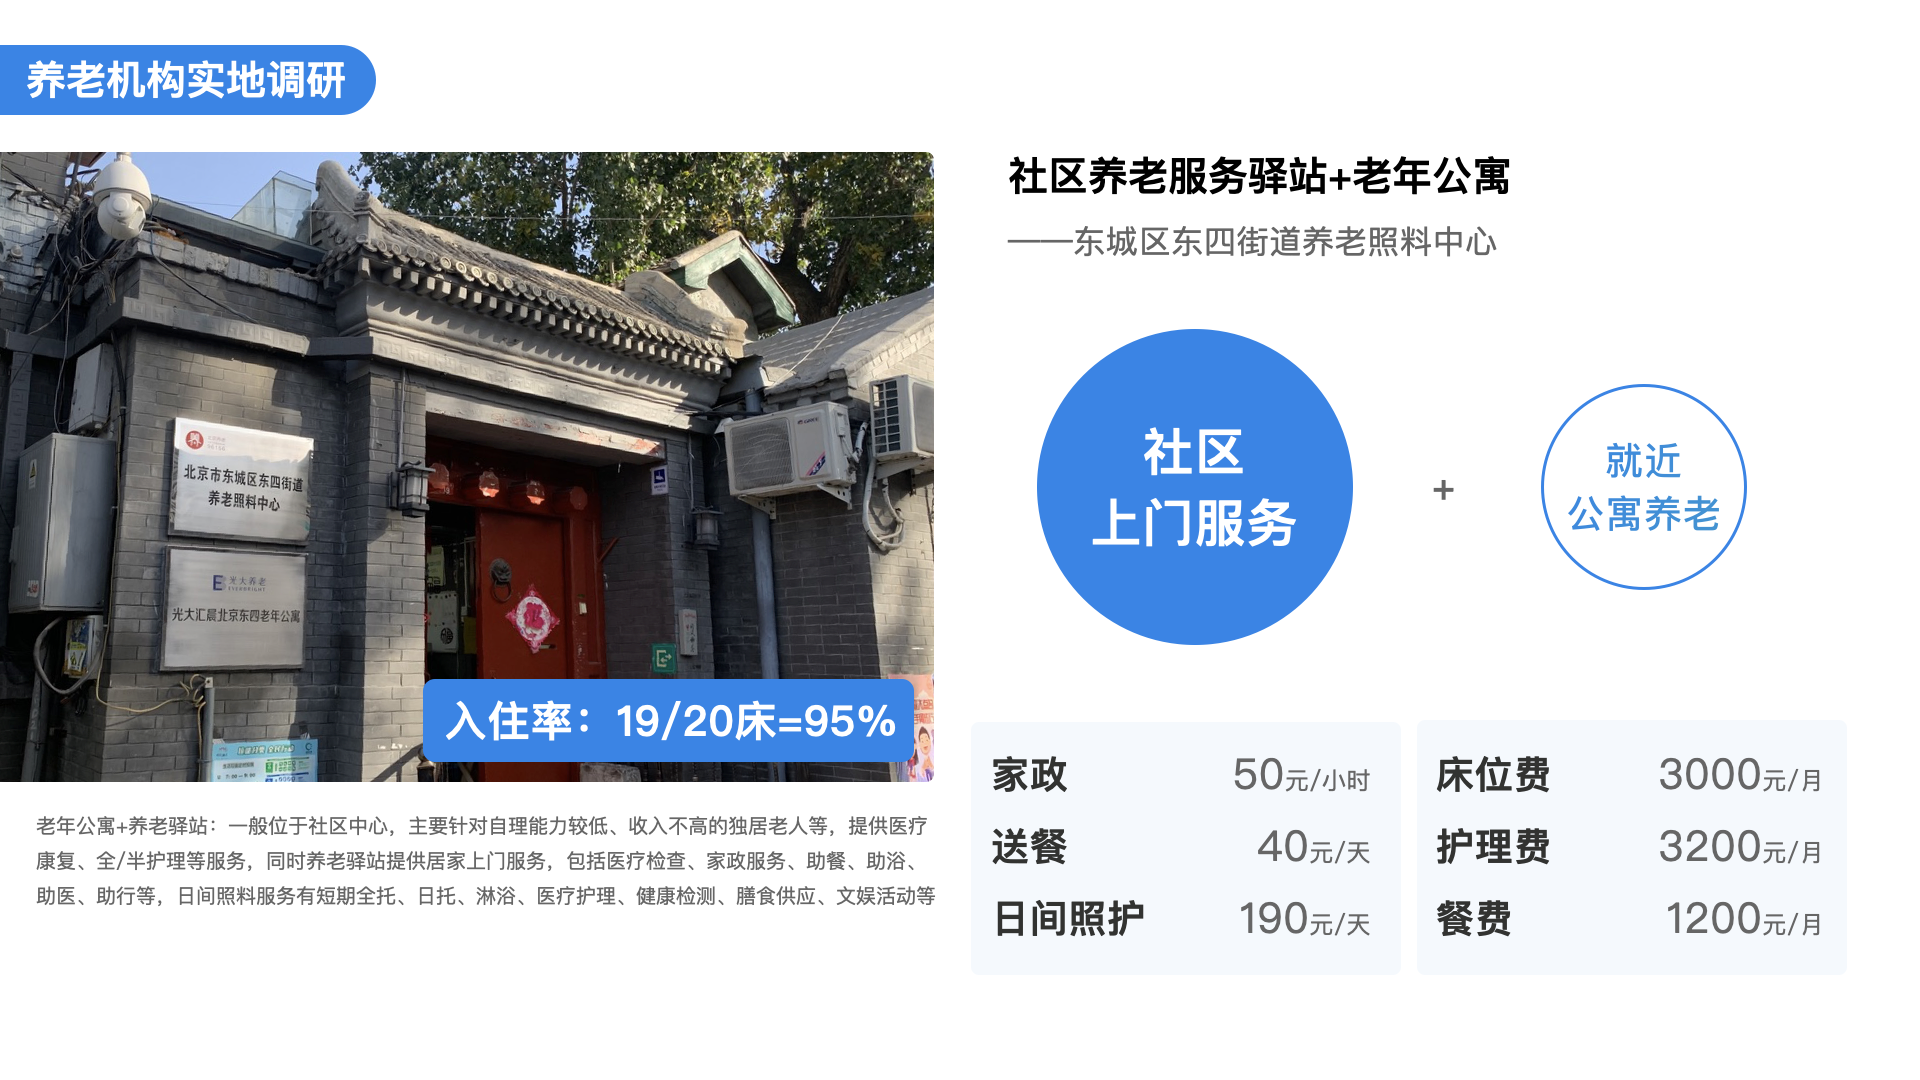 养老机构实地调研
社区养老服务驿站+老年公寓
——东城区东四街道养老照料中心
北京市东城区东四街道
养老照料中心
光大养老
EVERBRIGHT
光大汇晨北京东四老年公寓
入住率：19/20床=95%
社区
上门服务
+
就近
公寓养老
老年公寓+养老驿站：一般位于社区中心，主要针对自理能力较低、收入不高的独居老人等，提供医疗
康复、全/半护理等服务，同时养老驿站提供居家上门服务，包括医疗检查、家政服务、助餐、助浴、
助医、助行等，日间照料服务有短期全托、日托、淋浴、医疗护理、健康检测、膳食供应、文娱活动等
家政 50元/小时
送餐 40元/天
日间照护 190元/天
床位费 3000元/月
护理费 3200元/月
餐费 1200元/月